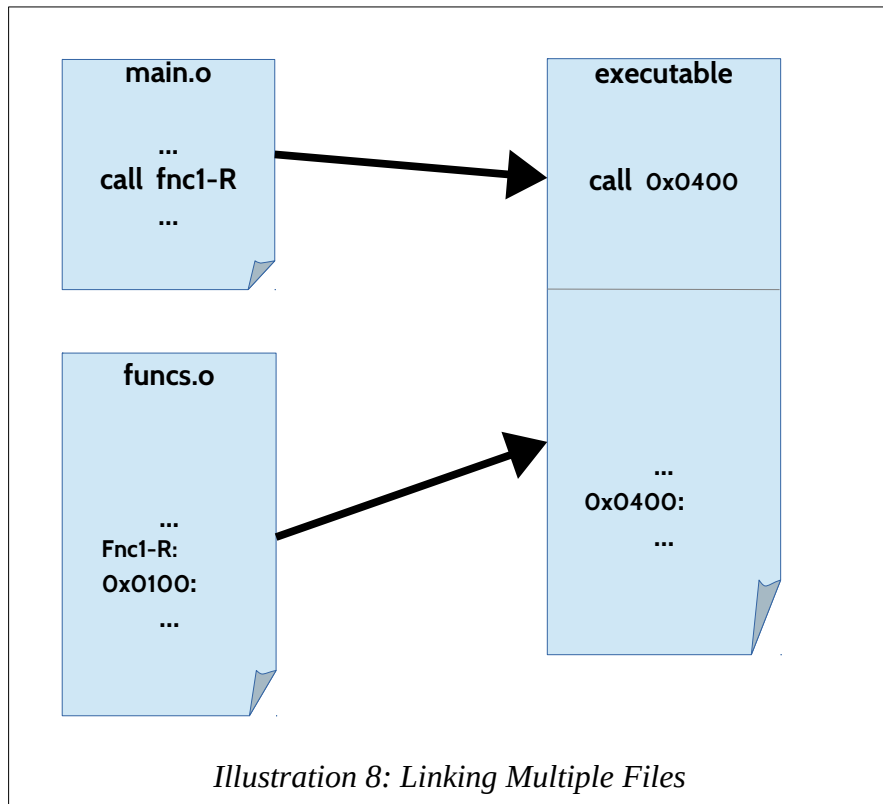 main.o
...
call fnc1-R
...
funcs.o
...
Fnc1-R:
0x0100:
...
executable
call 0x0400
...
0x0400:
...
Illustration 8: Linking Multiple Files